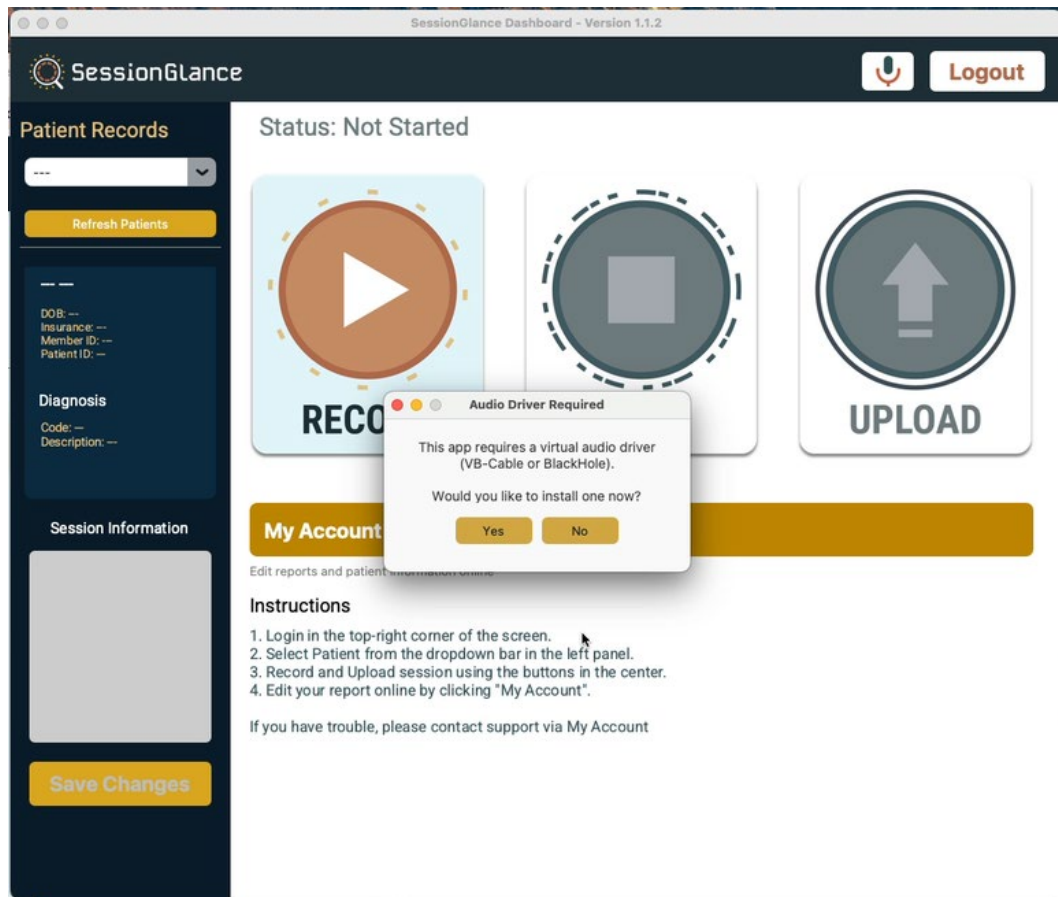 SessionGlance Dashboard - Version 1.1.2
SessionGlance
Logout
Patient Records
---
Refresh Patients
--- ---
DOB: ---
Insurance: ---
Member ID: ---
Patient ID: ---
Diagnosis
Code: ---
Description: ---
Session Information
Save Changes
Status: Not Started
RECO
UPLOAD
Audio Driver Required
This app requires a virtual audio driver
(VB-Cable or BlackHole).
Would you like to install one now?
Yes
No
My Account
Edit reports and patient information online
Instructions
1. Login in the top-right corner of the screen.
2. Select Patient from the dropdown bar in the left panel.
3. Record and Upload session using the buttons in the center.
4. Edit your report online by clicking "My Account".
If you have trouble, please contact support via My Account